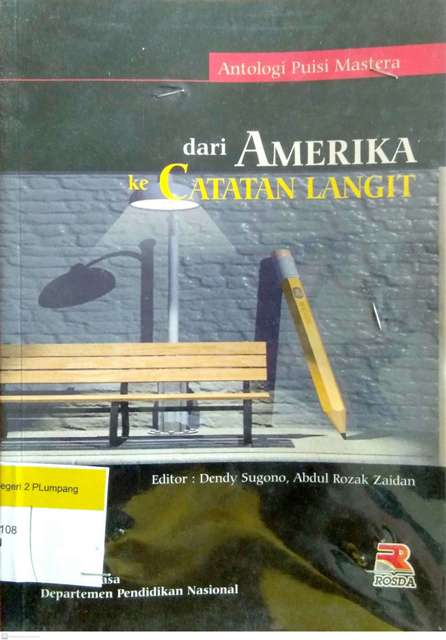 Antologi Puisi Mastera
dari AMERIKA
ke CATATAN LANGIT
Editor : Dendy Sugono, Abdul Rozak Zaidan
egeri 2 PLumpang
108
asa
Departemen Pendidikan Nasional
ROSDA